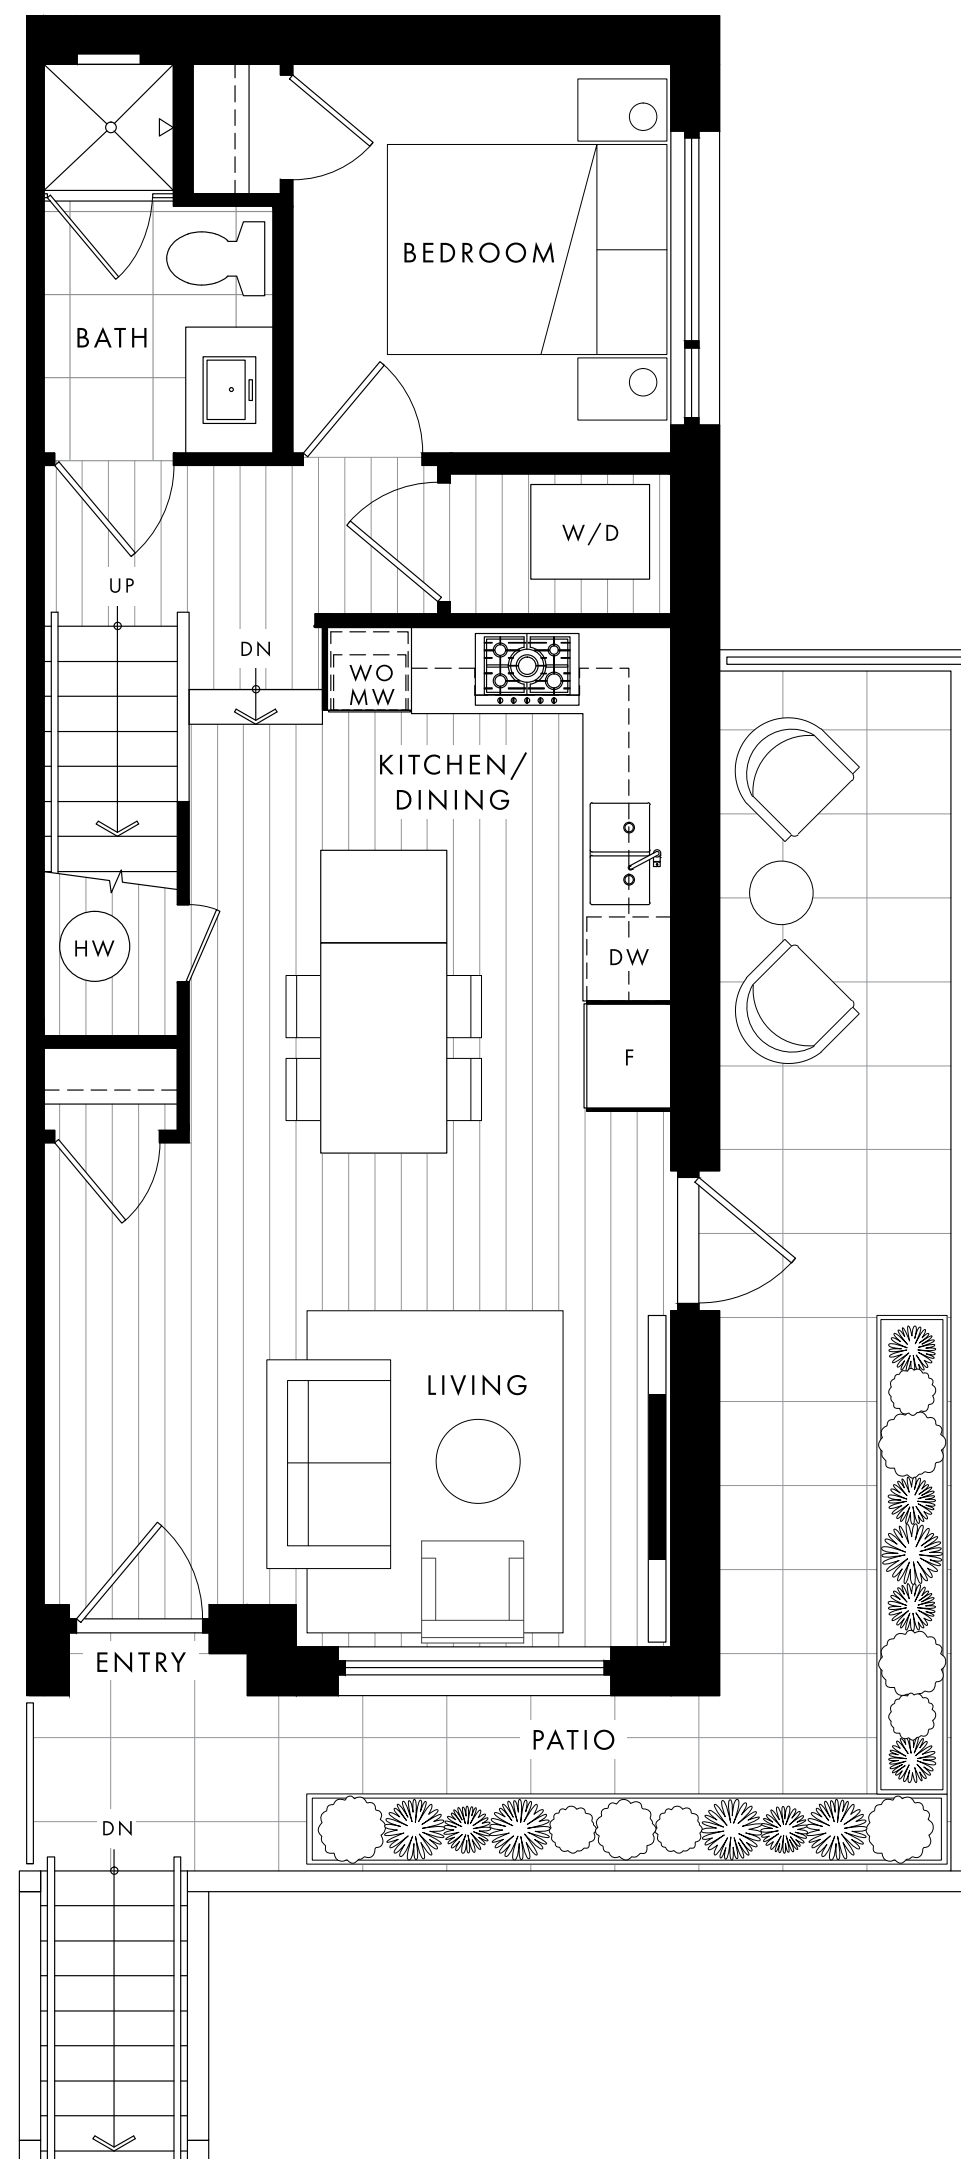 BEDROOM
BATH
W/D
UP
DN
WO
MW
KITCHEN/
DINING
HW
DW
F
LIVING
ENTRY
PATIO
DN